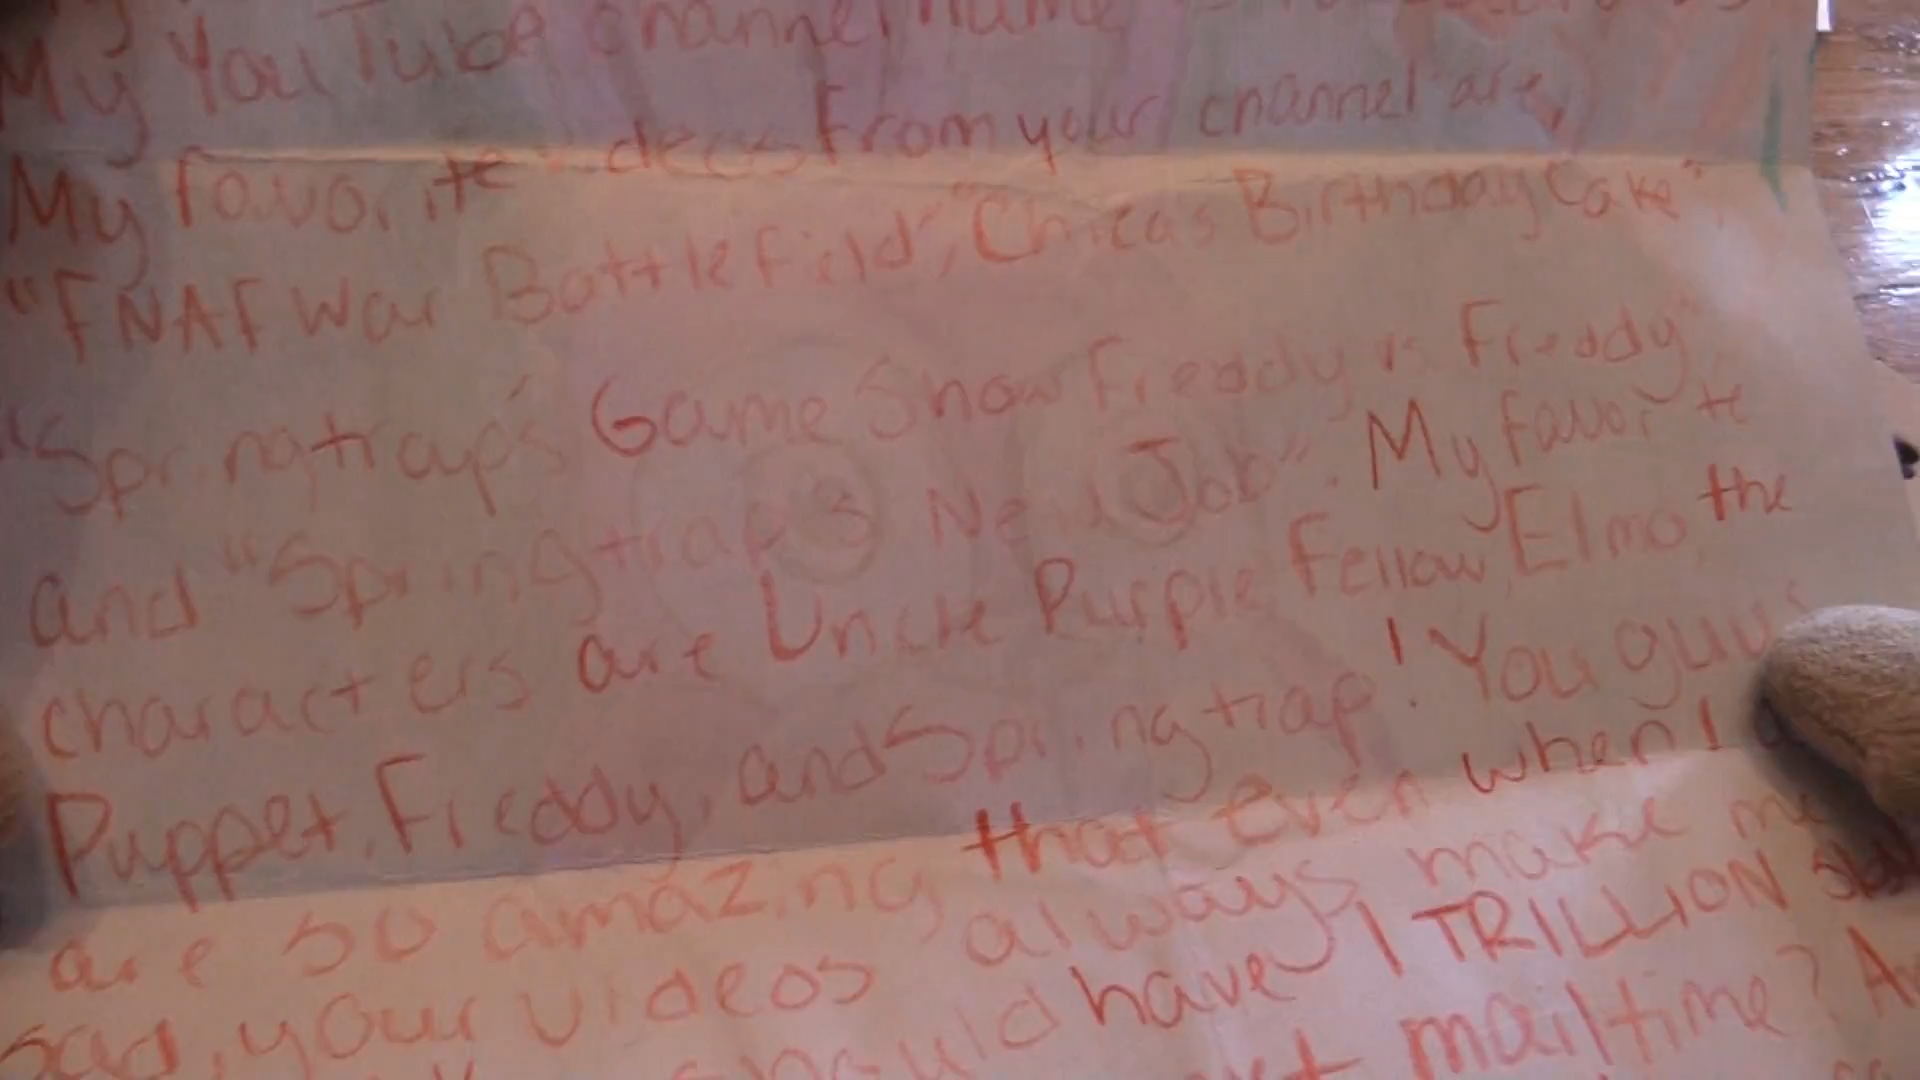 My YouTube channel name is
My favorite videos from your channel are,
"FNAF War Battlefield", "Chica's Birthday Cake",
"Springtrap's Game Show Freddy vs Freddy"
and "Springtrap's New Job". My favorite
characters are Uncle Purple Fellow, Elmo, the
Puppet, Freddy, and Springtrap! You guys
are so amazing that even when I
sad, your videos always make me
should have 1 TRILLION
mailtime?